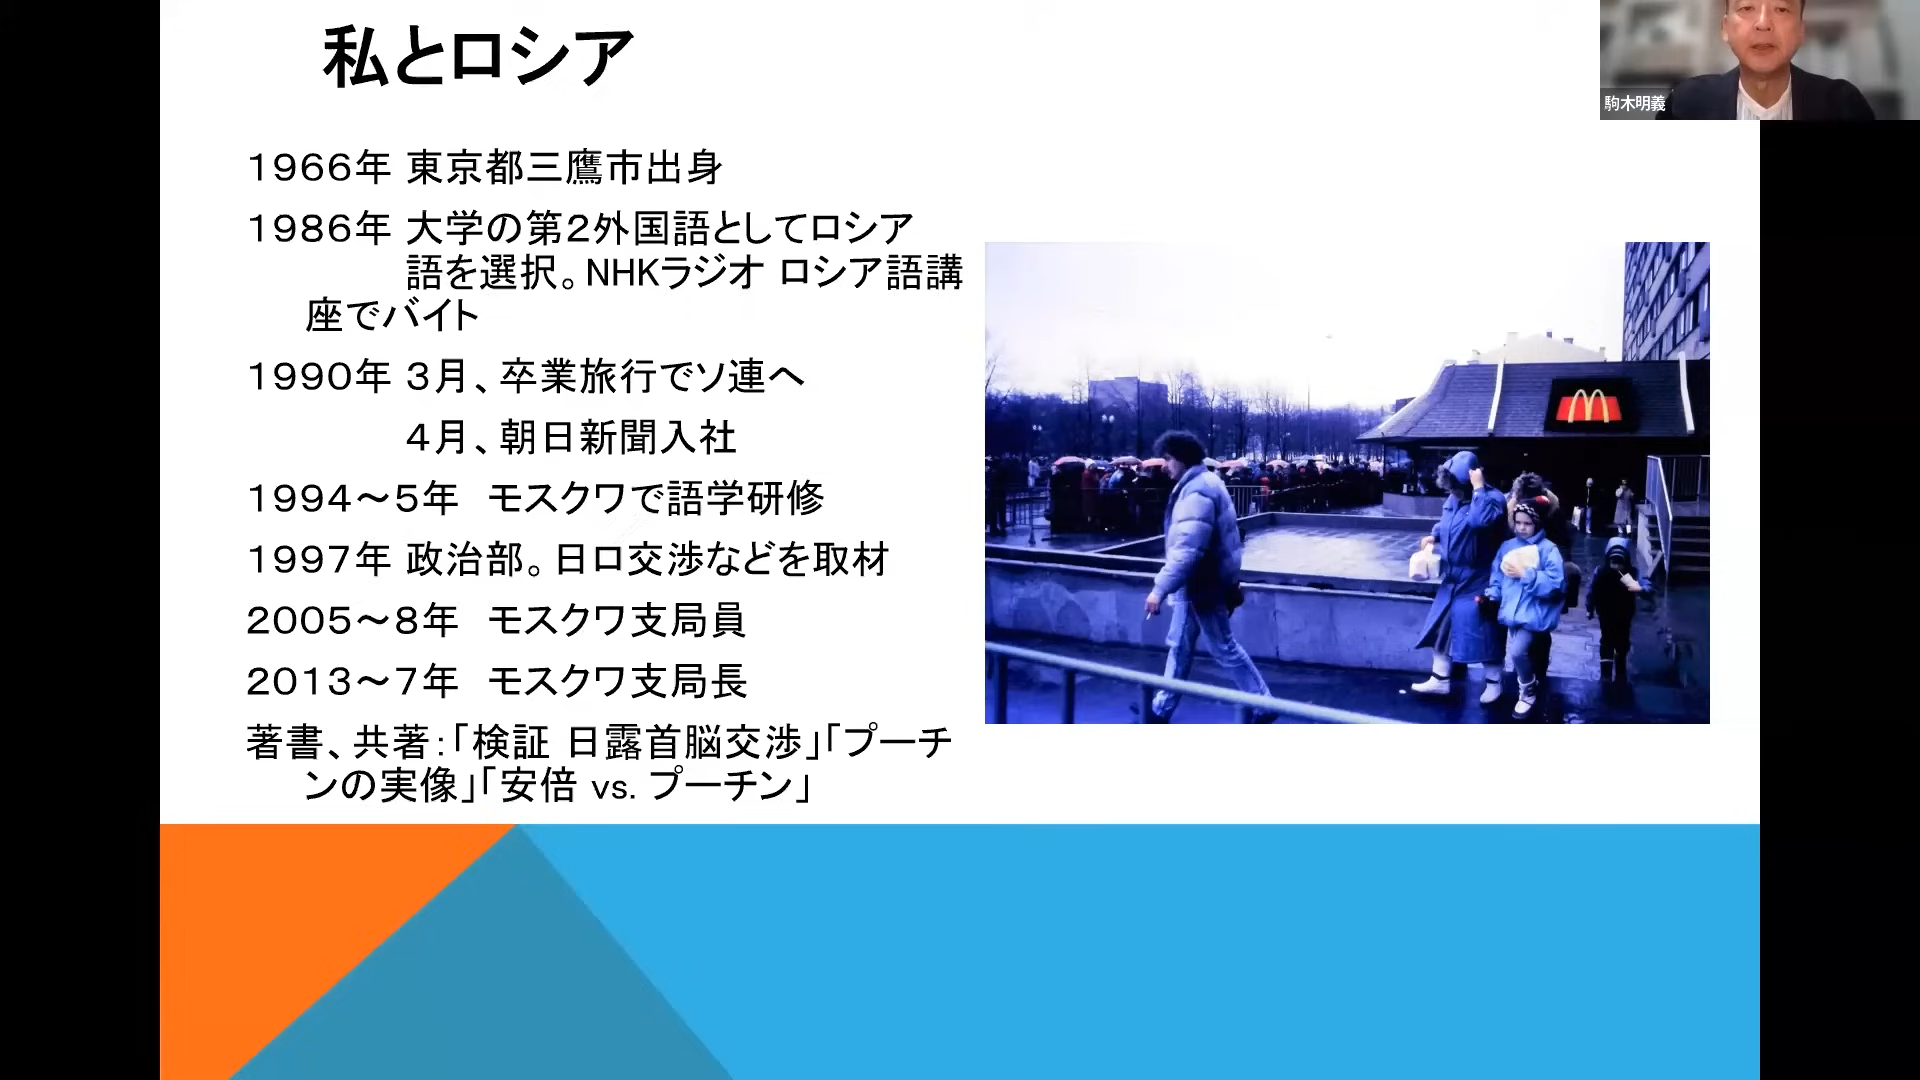 私とロシア
駒木明義
１９６６年 東京都三鷹市出身
１９８６年 大学の第２外国語としてロシア
語を選択。NHKラジオ ロシア語講
座でバイト
１９９０年 ３月、卒業旅行でソ連へ
４月、朝日新聞入社
１９９４～５年　モスクワで語学研修
１９９７年 政治部。日ロ交渉などを取材
２００５～８年　モスクワ支局員
２０１３～７年　モスクワ支局長
著書、共著：「検証 日露首脳交渉」「プーチ
ンの実像」「安倍 vs. プーチン」